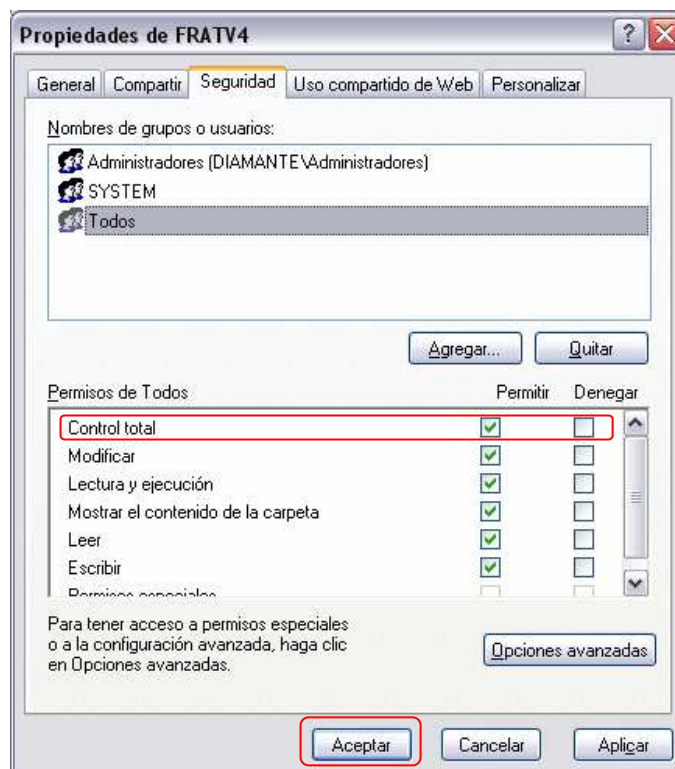 Propiedades de FRATV4
General Compartir Seguridad Uso compartido de Web Personalizar
Nombres de grupos o usuarios:
Administradores (DIAMANTE\Administradores)
SYSTEM
Todos
Agregar... Quitar
Permisos de Todos Permitir Denegar
Control total
Modificar
Lectura y ejecución
Mostrar el contenido de la carpeta
Leer
Escribir
Permisos especiales
Para tener acceso a permisos especiales
o a la configuración avanzada, haga clic
en Opciones avanzadas.
Opciones avanzadas
Aceptar Cancelar Aplicar